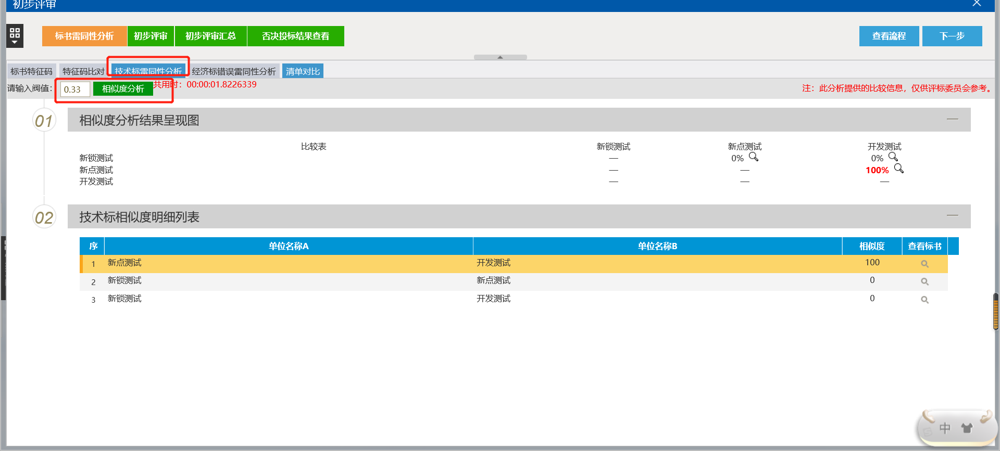 初步评审
标书雷同性分析 初步评审 初步评审汇总 否决投标结果查看 查看流程 下一步
标书特征码 特征码比对 技术标雷同性分析 经济标错误雷同性分析 清单对比
请输入阀值： 0.33 相似度分析 共用时：00:00:01.8226339 注：此分析提供的比较信息，仅供评标委员会参考。
01 相似度分析结果呈现图
比较表 新锁测试 新点测试 开发测试
新锁测试 — 0% 0%
新点测试 — — 100%
开发测试 — — —
02 技术标相似度明细列表
序 单位名称A 单位名称B 相似度 查看标书
1 新点测试 开发测试 100
2 新锁测试 新点测试 0
3 新锁测试 开发测试 0
中